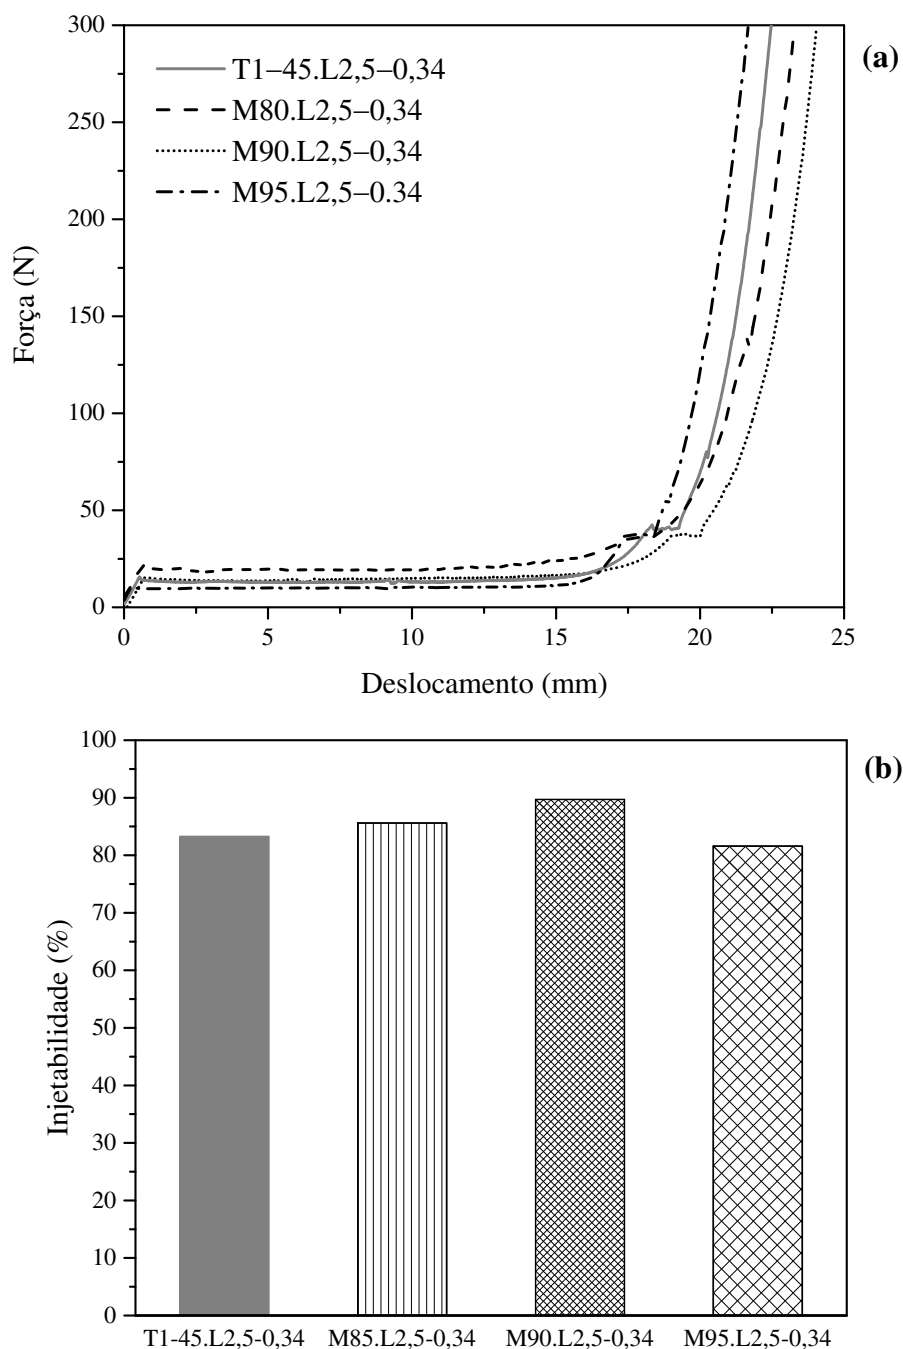 300
(a)
T1–45.L2,5–0,34
M80.L2,5–0,34
250
M90.L2,5–0,34
M95.L2,5–0.34
200
Força (N)
150
100
50
0
0 5 10 15 20 25
Deslocamento (mm)
100
(b)
90
80
70
60
Injetabilidade (%)
50
40
30
20
10
0
T1-45.L2,5-0,34 M85.L2,5-0,34 M90.L2,5-0,34 M95.L2,5-0,34